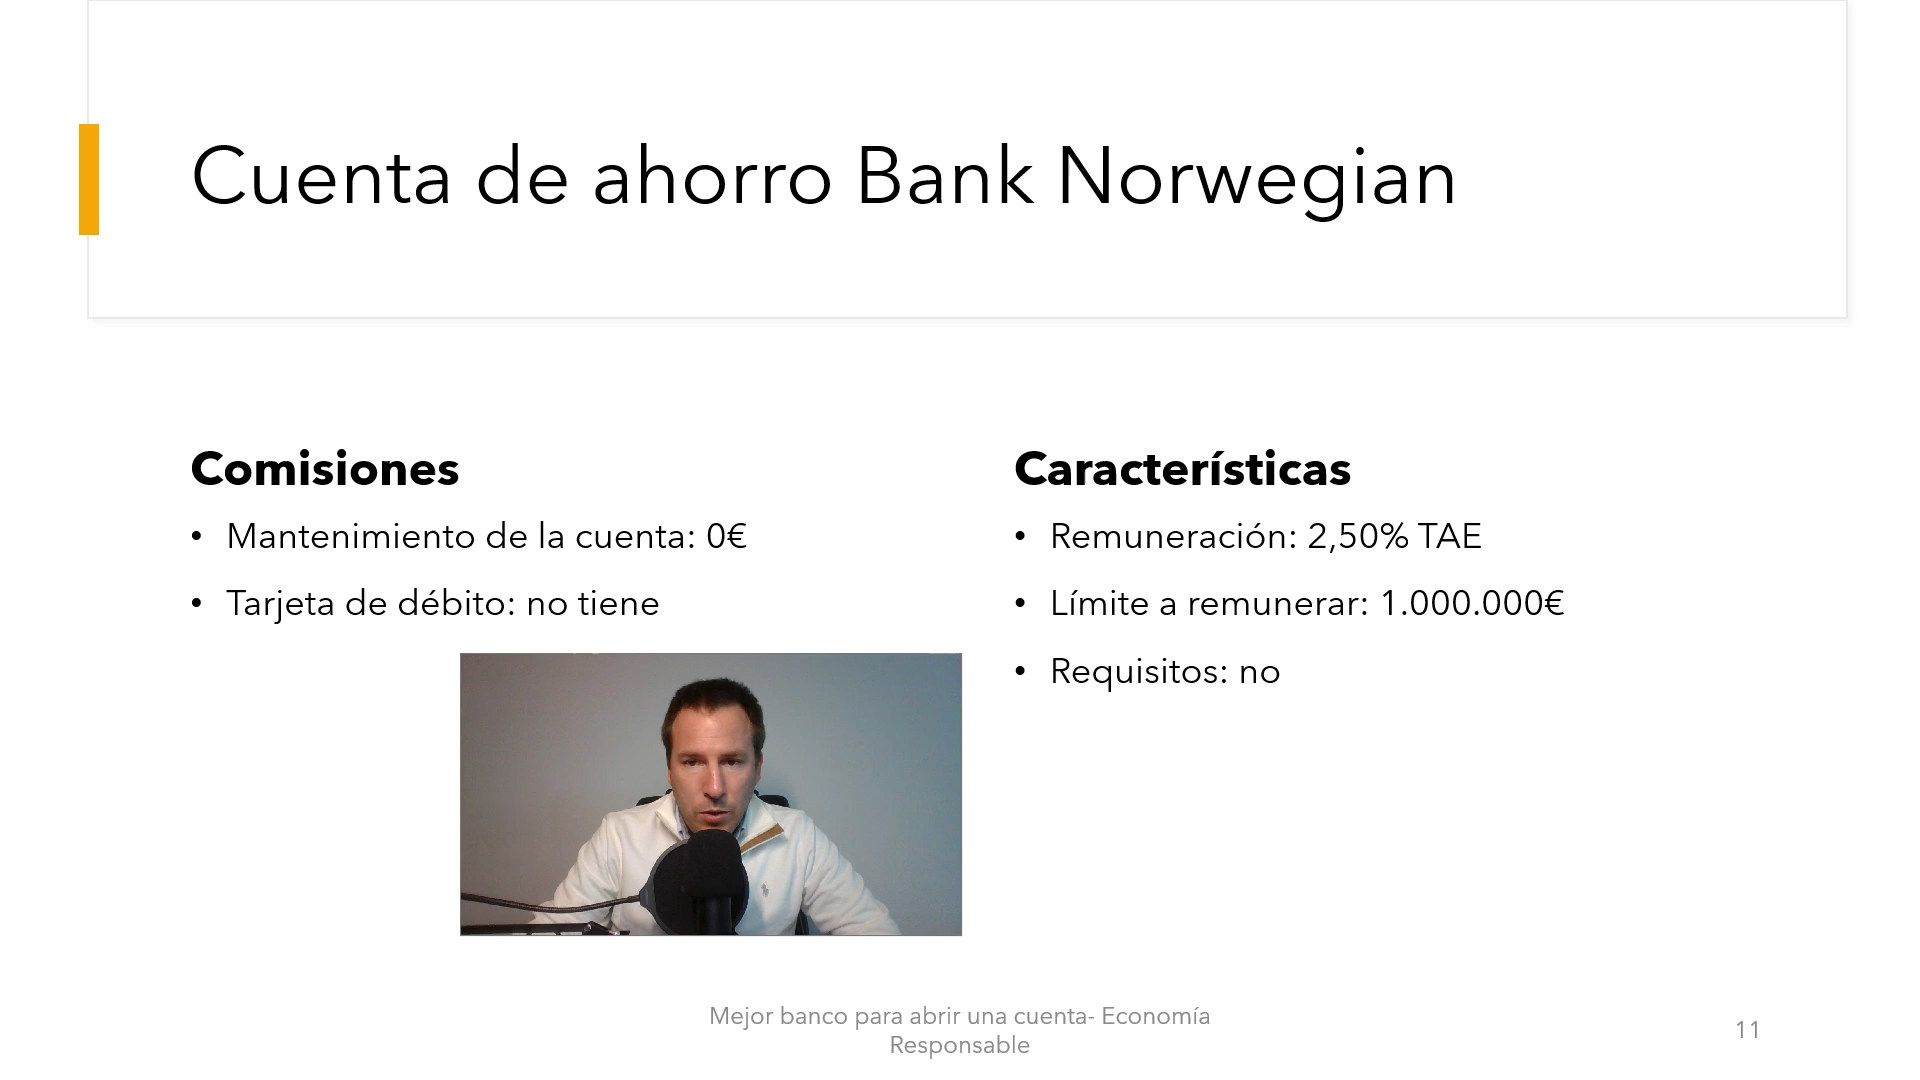 Cuenta de ahorro Bank Norwegian
Comisiones
• Mantenimiento de la cuenta: 0€
• Tarjeta de débito: no tiene
Características
• Remuneración: 2,50% TAE
• Límite a remunerar: 1.000.000€
• Requisitos: no
Mejor banco para abrir una cuenta- Economía
Responsable
11